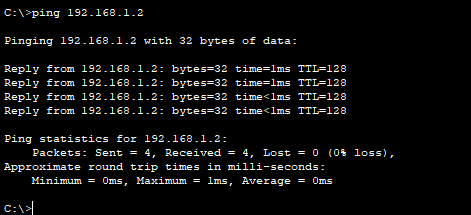 C:\>ping 192.168.1.2
Pinging 192.168.1.2 with 32 bytes of data:
Reply from 192.168.1.2: bytes=32 time=1ms TTL=128
Reply from 192.168.1.2: bytes=32 time=1ms TTL=128
Reply from 192.168.1.2: bytes=32 time<1ms TTL=128
Reply from 192.168.1.2: bytes=32 time<1ms TTL=128
Ping statistics for 192.168.1.2:
Packets: Sent = 4, Received = 4, Lost = 0 (0% loss),
Approximate round trip times in milli-seconds:
Minimum = 0ms, Maximum = 1ms, Average = 0ms
C:\>